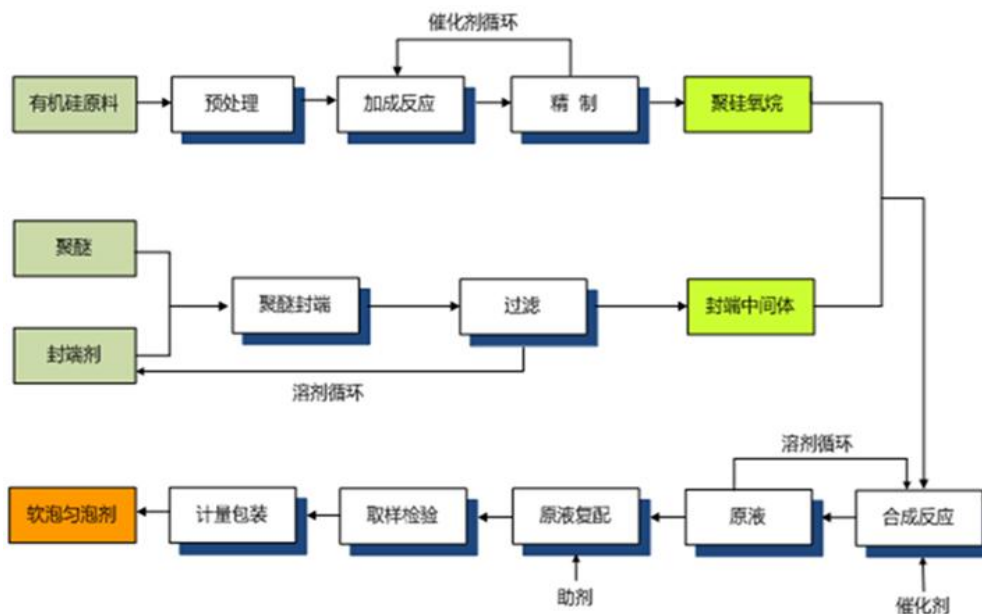 催化剂循环
有机硅原料
预处理
加成反应
精 制
聚硅氧烷
聚醚
聚醚封端
过滤
封端中间体
封端剂
溶剂循环
溶剂循环
软泡匀泡剂
计量包装
取样检验
原液复配
原液
合成反应
助剂
催化剂